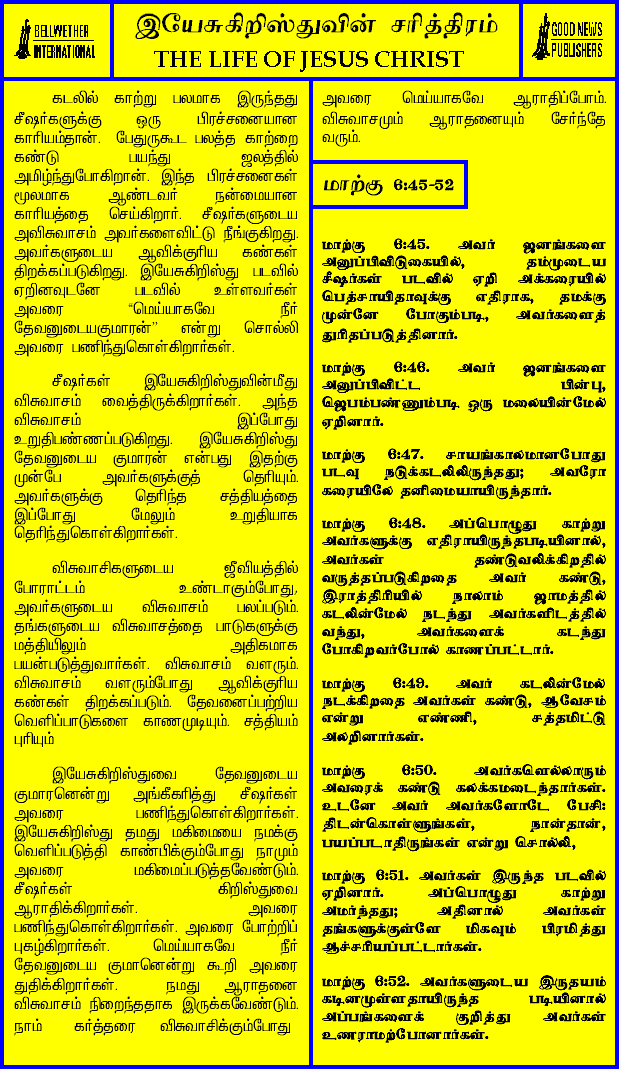 BELLWETHER
INTERNATIONAL
இயேசுகிறிஸ்துவின் சரித்திரம்
THE LIFE OF JESUS CHRIST
GOOD NEWS
PUBLISHERS
கடலில் காற்று பலமாக இருந்தது
சீஷர்களுக்கு ஒரு பிரச்சனையான
காரியம்தான். பேதுருகூட பலத்த காற்றை
கண்டு பயந்து ஜலத்தில்
அமிழ்ந்துபோகிறான். இந்த பிரச்சனைகள்
மூலமாக ஆண்டவர் நன்மையான
காரியத்தை செய்கிறார். சீஷர்களுடைய
அவிசுவாசம் அவர்களைவிட்டு நீங்குகிறது.
அவர்களுடைய ஆவிக்குரிய கண்கள்
திறக்கப்படுகிறது. இயேசுகிறிஸ்து படவில்
ஏறினவுடனே படவில் உள்ளவர்கள்
அவரை “மெய்யாகவே நீர்
தேவனுடையகுமாரன்” என்று சொல்லி
அவரை பணிந்துகொள்கிறார்கள்.
சீஷர்கள் இயேசுகிறிஸ்துவின்மீது
விசுவாசம் வைத்திருக்கிறார்கள். அந்த
விசுவாசம் இப்போது
உறுதிபண்ணப்படுகிறது. இயேசுகிறிஸ்து
தேவனுடைய குமாரன் என்பது இதற்கு
முன்பே அவர்களுக்குத் தெரியும்.
அவர்களுக்கு தெரிந்த சத்தியத்தை
இப்போது மேலும் உறுதியாக
தெரிந்துகொள்கிறார்கள்.
விசுவாசிகளுடைய ஜீவியத்தில்
போராட்டம் உண்டாகும்போது,
அவர்களுடைய விசுவாசம் பலப்படும்.
தங்களுடைய விசுவாசத்தை பாடுகளுக்கு
மத்தியிலும் அதிகமாக
பயன்படுத்துவார்கள். விசுவாசம் வளரும்.
விசுவாசம் வளரும்போது ஆவிக்குரிய
கண்கள் திறக்கப்படும். தேவனைப்பற்றிய
வெளிப்பாடுகளை காணமுடியும். சத்தியம்
புரியும்
இயேசுகிறிஸ்துவை தேவனுடைய
குமாரனென்று அங்கீகரித்து சீஷர்கள்
அவரை பணிந்துகொள்கிறார்கள்.
இயேசுகிறிஸ்து தமது மகிமையை நமக்கு
வெளிப்படுத்தி காண்பிக்கும்போது நாமும்
அவரை மகிமைப்படுத்தவேண்டும்.
சீஷர்கள் கிறிஸ்துவை
ஆராதிக்கிறார்கள். அவரை
பணிந்துகொள்கிறார்கள். அவரை போற்றிப்
புகழ்கிறார்கள். மெய்யாகவே நீர்
தேவனுடைய குமானென்று கூறி அவரை
துதிக்கிறார்கள். நமது ஆராதனை
விசுவாசம் நிறைந்ததாக இருக்கவேண்டும்.
நாம் கர்த்தரை விசுவாசிக்கும்போது
அவரை மெய்யாகவே ஆராதிப்போம்.
விசுவாசமும் ஆராதனையும் சேர்ந்தே
வரும்.
மாற்கு 6:45-52
மாற்கு 6:45. அவர் ஜனங்களை
அனுப்பிவிடுகையில், தம்முடைய
சீஷர்கள் படவில் ஏறி அக்கரையில்
பெத்சாயிதாவுக்கு எதிராக, தமக்கு
முன்னே போகும்படி, அவர்களைத்
துரிதப்படுத்தினார்.
மாற்கு 6:46. அவர் ஜனங்களை
அனுப்பிவிட்ட பின்பு,
ஜெபம்பண்ணும்படி ஒரு மலையின்மேல்
ஏறினார்.
மாற்கு 6:47. சாயங்காலமானபோது
படவு நடுக்கடலிலிருந்தது; அவரோ
கரையிலே தனிமையாயிருந்தார்.
மாற்கு 6:48. அப்பொழுது காற்று
அவர்களுக்கு எதிராயிருந்தபடியினால்,
அவர்கள் தண்டுவலிக்கிறதில்
வருத்தப்படுகிறதை அவர் கண்டு,
இராத்திரியில் நாலாம் ஜாமத்தில்
கடலின்மேல் நடந்து அவர்களிடத்தில்
வந்து, அவர்களைக் கடந்து
போகிறவர்போல் காணப்பட்டார்.
மாற்கு 6:49. அவர் கடலின்மேல்
நடக்கிறதை அவர்கள் கண்டு, ஆவேசம்
என்று எண்ணி, சத்தமிட்டு
அலறினார்கள்.
மாற்கு 6:50. அவர்களெல்லாரும்
அவரைக் கண்டு கலக்கமடைந்தார்கள்.
உடனே அவர் அவர்களோடே பேசி:
திடன்கொள்ளுங்கள், நான்தான்,
பயப்படாதிருங்கள் என்று சொல்லி,
மாற்கு 6:51. அவர்கள் இருந்த படவில்
ஏறினார். அப்பொழுது காற்று
அமர்ந்தது; அதினால் அவர்கள்
தங்களுக்குள்ளே மிகவும் பிரமித்து
ஆச்சரியப்பட்டார்கள்.
மாற்கு 6:52. அவர்களுடைய இருதயம்
கடினமுள்ளதாயிருந்த படியினால்
அப்பங்களைக் குறித்து அவர்கள்
உணராமற்போனார்கள்.